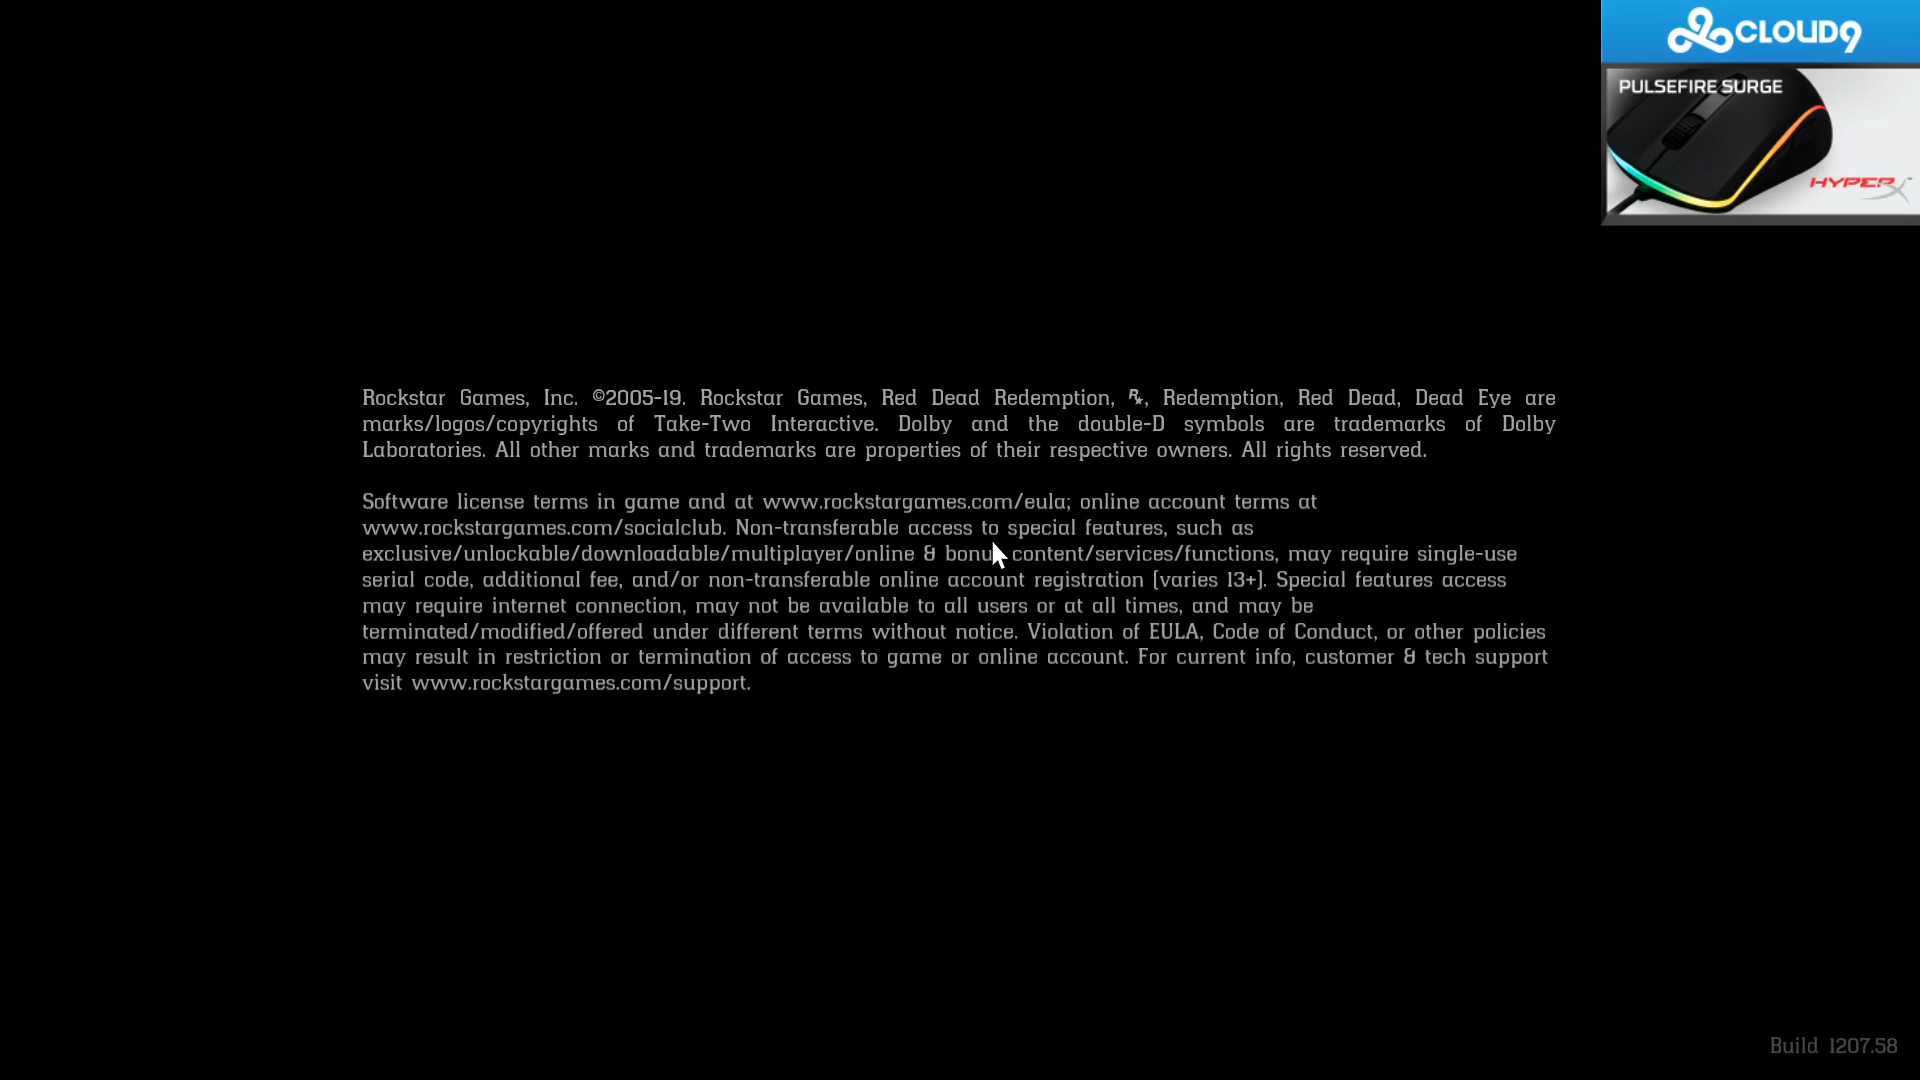 CLOUD9
PULSEFIRE SURGE
HYPERX
Rockstar Games, Inc. ©2005-19. Rockstar Games, Red Dead Redemption, R★, Redemption, Red Dead, Dead Eye are
marks/logos/copyrights of Take-Two Interactive. Dolby and the double-D symbols are trademarks of Dolby
Laboratories. All other marks and trademarks are properties of their respective owners. All rights reserved.
Software license terms in game and at www.rockstargames.com/eula; online account terms at
www.rockstargames.com/socialclub. Non-transferable access to special features, such as
exclusive/unlockable/downloadable/multiplayer/online & bonus content/services/functions, may require single-use
serial code, additional fee, and/or non-transferable online account registration (varies 13+). Special features access
may require internet connection, may not be available to all users or at all times, and may be
terminated/modified/offered under different terms without notice. Violation of EULA, Code of Conduct, or other policies
may result in restriction or termination of access to game or online account. For current info, customer & tech support
visit www.rockstargames.com/support.
Build 1207.58